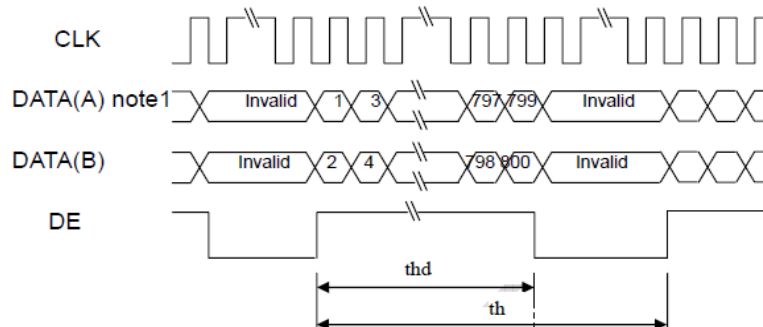 CLK
DATA(A) note1 Invalid 1 3 797 799 Invalid
DATA(B) Invalid 2 4 798 800 Invalid
DE
thd
th